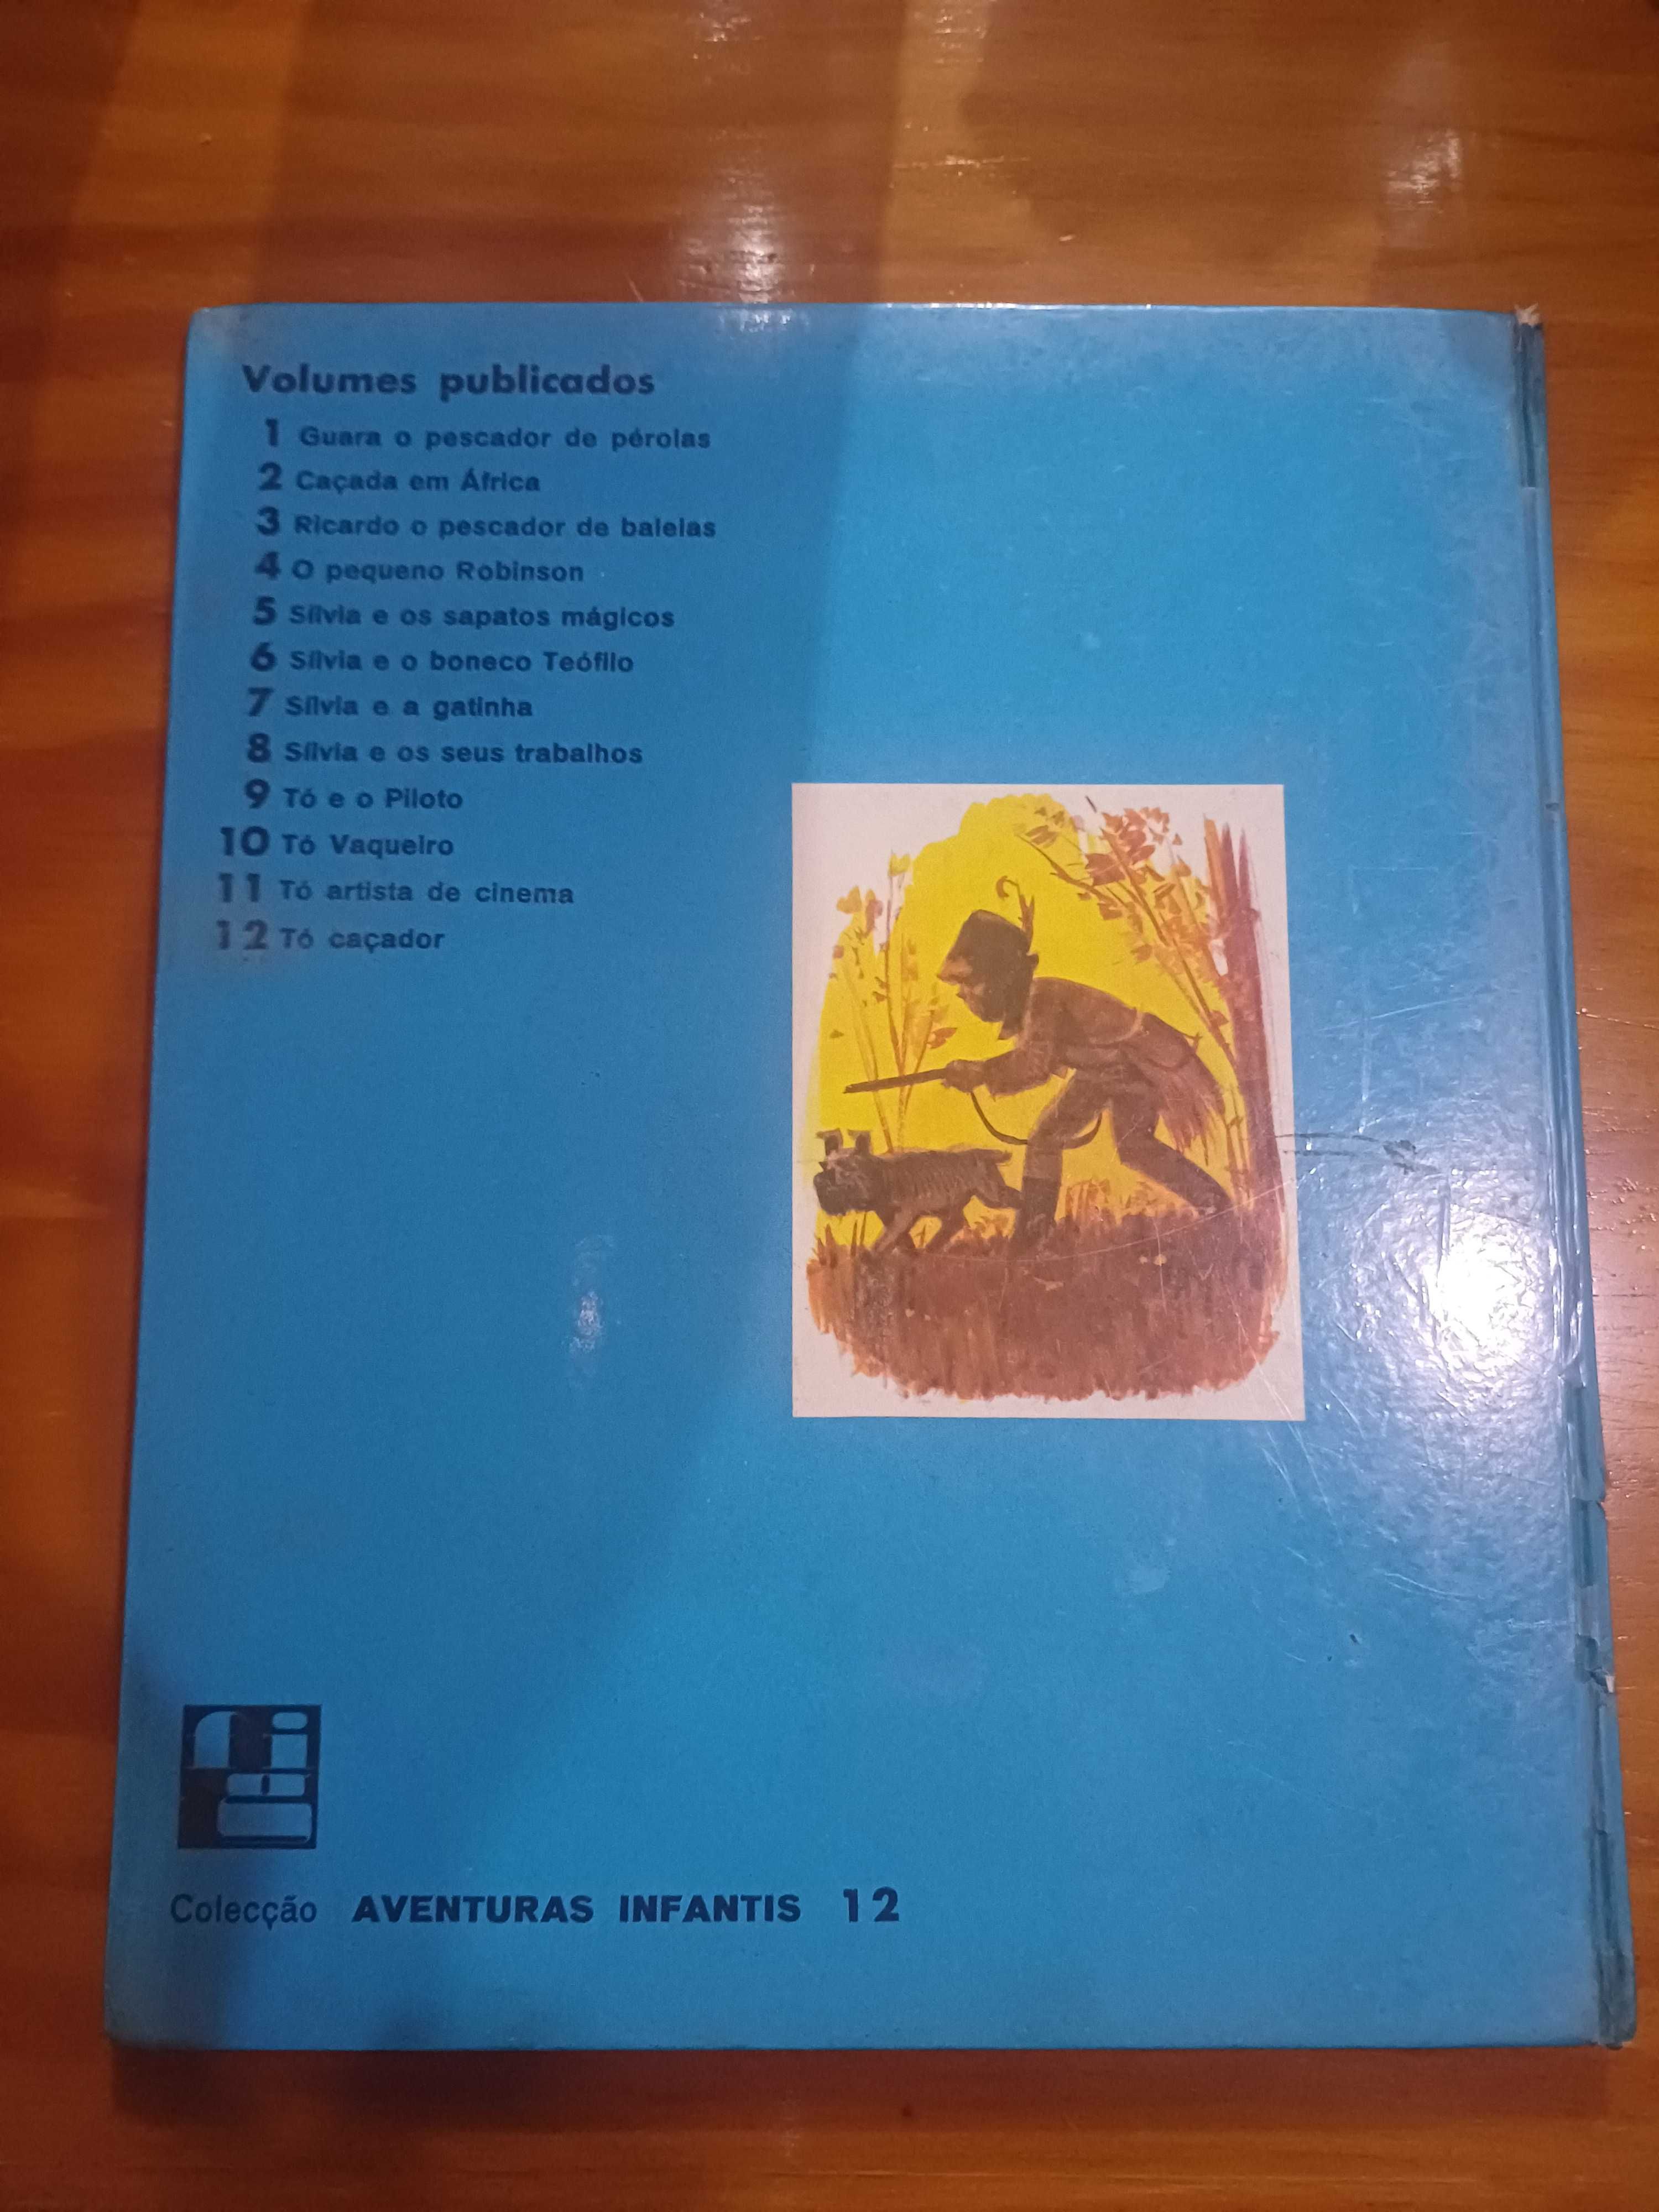 Volumes publicados
1 Guara o pescador de pérolas
2 Caçada em África
3 Ricardo o pescador de baleias
4 O pequeno Robinson
5 Sílvia e os sapatos mágicos
6 Sílvia e o boneco Teófilo
7 Sílvia e a gatinha
8 Sílvia e os seus trabalhos
9 Tó e o Piloto
10 Tó Vaqueiro
11 Tó artista de cinema
12 Tó caçador
Colecção AVENTURAS INFANTIS 12